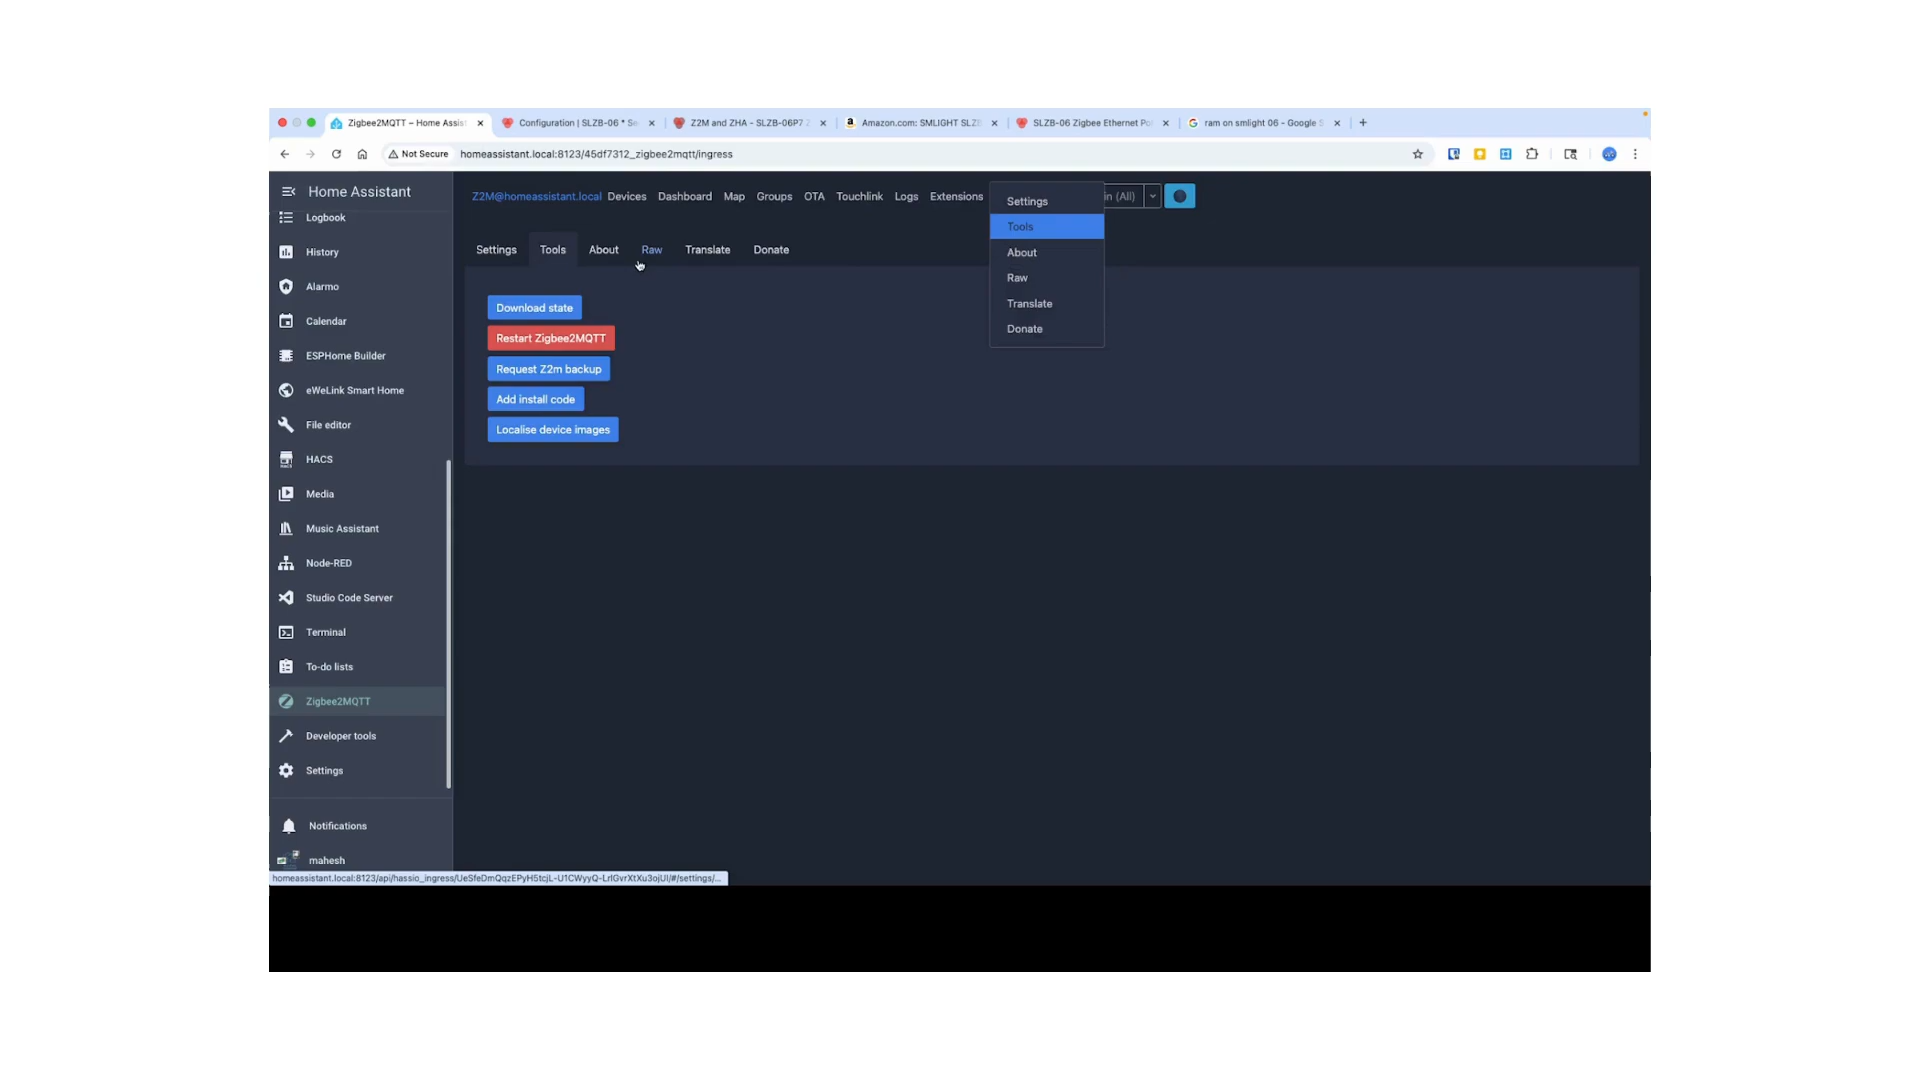 Zigbee2MQTT – Home Assis
Configuration | SLZB-06 * Se
Z2M and ZHA - SLZB-06P7
Amazon.com: SMLIGHT SLZ
SLZB-06 Zigbee Ethernet Po
ram on smlight 06 - Google S
Not Secure
homeassistant.local:8123/45df7312_zigbee2mqtt/ingress
Home Assistant
Logbook
History
Alarmo
Calendar
ESPHome Builder
eWeLink Smart Home
File editor
HACS
Media
Music Assistant
Node-RED
Studio Code Server
Terminal
To-do lists
Zigbee2MQTT
Developer tools
Settings
Notifications
mahesh
Z2M@homeassistant.local Devices Dashboard Map Groups OTA Touchlink Logs Extensions
in (All)
Settings
Tools
About
Raw
Translate
Donate
Settings Tools About Raw Translate Donate
Download state
Restart Zigbee2MQTT
Request Z2m backup
Add install code
Localise device images